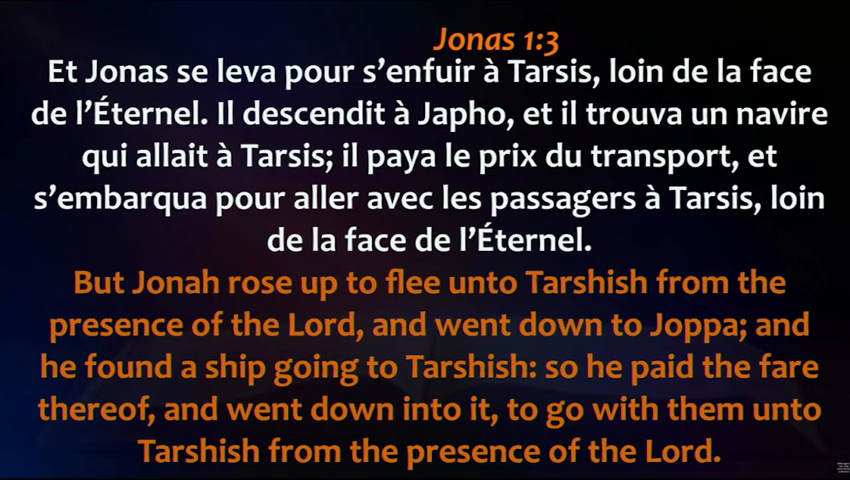 Jonas 1:3
Et Jonas se leva pour s’enfuir à Tarsis, loin de la face
de l’Éternel. Il descendit à Japho, et il trouva un navire
qui allait à Tarsis; il paya le prix du transport, et
s’embarqua pour aller avec les passagers à Tarsis, loin
de la face de l’Éternel.
But Jonah rose up to flee unto Tarshish from the
presence of the Lord, and went down to Joppa; and
he found a ship going to Tarshish: so he paid the fare
thereof, and went down into it, to go with them unto
Tarshish from the presence of the Lord.